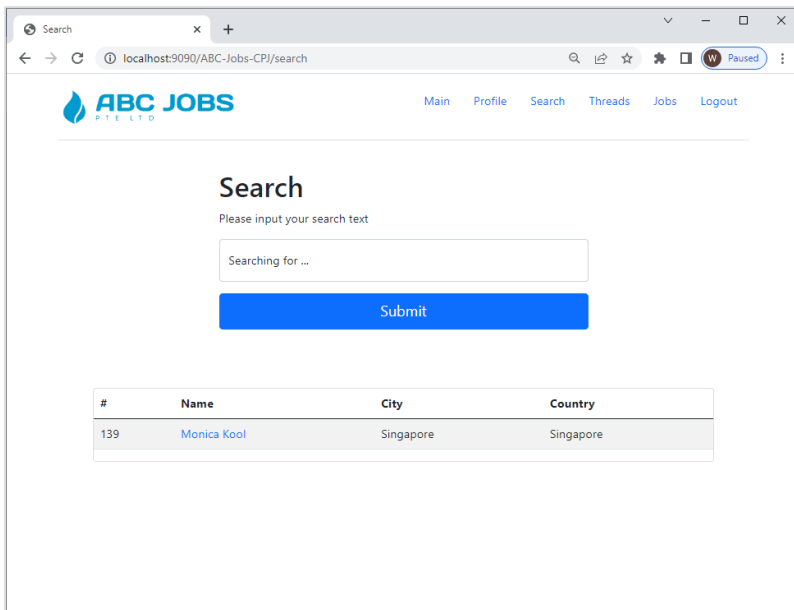 Search
localhost:9090/ABC-Jobs-CPJ/search
W Paused
ABC JOBS
PTE LTD
Main Profile Search Threads Jobs Logout
Search
Please input your search text
Searching for ...
Submit
# Name City Country
139 Monica Kool Singapore Singapore